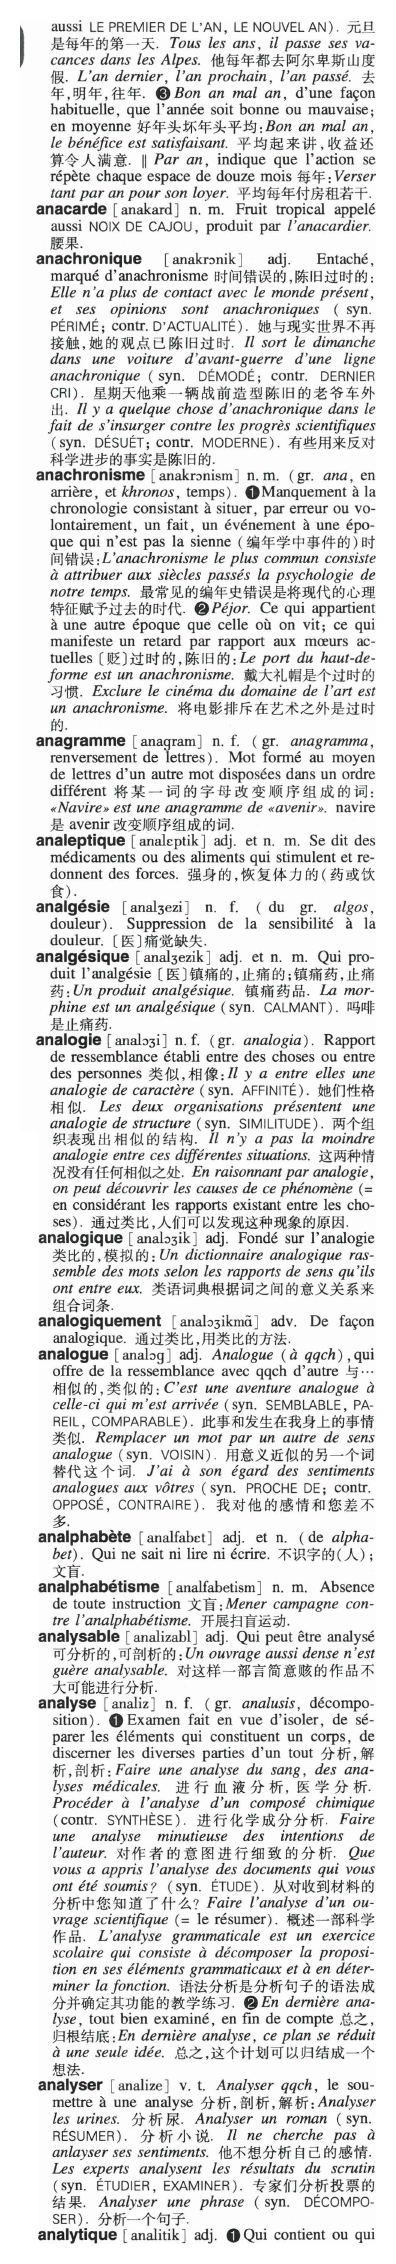 aussi LE PREMIER DE L'AN, LE NOUVEL AN). 元旦
是每年的第一天. Tous les ans, il passe ses va-
cances dans les Alpes. 他每年都去阿尔卑斯山度
假. L'an dernier, l'an prochain, l'an passé. 去
年,明年,往年. ❸ Bon an mal an, d'une façon
habituelle, que l'année soit bonne ou mauvaise;
en moyenne 好年头坏年头平均:Bon an mal an,
le bénéfice est satisfaisant. 平均起来讲,收益还
算令人满意. ‖ Par an, indique que l'action se
répète chaque espace de douze mois 每年:Verser
tant par an pour son loyer. 平均每年付房租若干.
anacarde [anakard] n. m. Fruit tropical appelé
aussi NOIX DE CAJOU, produit par l'anacardier.
腰果.
anachronique [anakrɔnik] adj. Entaché,
marqué d'anachronisme 时间错误的,陈旧过时的:
Elle n'a plus de contact avec le monde présent,
et ses opinions sont anachroniques (syn.
PÉRIMÉ; contr. D'ACTUALITÉ). 她与现实世界不再
接触,她的观点已陈旧过时. Il sort le dimanche
dans une voiture d'avant-guerre d'une ligne
anachronique (syn. DÉMODÉ; contr. DERNIER
CRI). 星期天他乘一辆战前造型陈旧的老爷车外
出. Il y a quelque chose d'anachronique dans le
fait de s'insurger contre les progrès scientifiques
(syn. DÉSUÉT; contr. MODERNE). 有些用来反对
科学进步的事实是陈旧的.
anachronisme [anakrɔnism] n. m. (gr. ana, en
arrière, et khronos, temps). ❶Manquement à la
chronologie consistant à situer, par erreur ou vo-
lontairement, un fait, un événement à une épo-
que qui n'est pas la sienne (编年学中事件的)时
间错误:L'anachronisme le plus commun consiste
à attribuer aux siècles passés la psychologie de
notre temps. 最常见的编年史错误是将现代的心理
特征赋予过去的时代. ❷Péjor. Ce qui appartient
à une autre époque que celle où on vit; ce qui
manifeste un retard par rapport aux mœurs ac-
tuelles〔贬〕过时的,陈旧的:Le port du haut-de-
forme est un anachronisme. 戴大礼帽是个过时的
习惯. Exclure le cinéma du domaine de l'art est
un anachronisme. 将电影排斥在艺术之外是过时
的.
anagramme [anagram] n. f. (gr. anagramma,
renversement de lettres). Mot formé au moyen
de lettres d'un autre mot disposées dans un ordre
différent 将某一词的字母改变顺序组成的词:
«Navire» est une anagramme de «avenir». navire
是 avenir 改变顺序组成的词.
analeptique [analɛptik] adj. et n. m. Se dit des
médicaments ou des aliments qui stimulent et re-
donnent des forces. 强身的,恢复体力的(药或饮
食).
analgésie [analʒezi] n. f. (du gr. algos,
douleur). Suppression de la sensibilité à la
douleur. [医]痛觉缺失.
analgésique [analʒezik] adj. et n. m. Qui pro-
duit l'analgésie [医]镇痛的,止痛的;镇痛药,止痛
药:Un produit analgésique. 镇痛药品. La mor-
phine est un analgésique (syn. CALMANT). 吗啡
是止痛药.
analogie [analɔʒi] n. f. (gr. analogia). Rapport
de ressemblance établi entre des choses ou entre
des personnes 类似,相像:Il y a entre elles une
analogie de caractère (syn. AFFINITÉ). 她们性格
相似. Les deux organisations présentent une
analogie de structure (syn. SIMILITUDE). 两个组
织表现出相似的结构. Il n'y a pas la moindre
analogie entre ces différentes situations. 这两种情
况没有任何相似之处. En raisonnant par analogie,
on peut découvrir les causes de ce phénomène (=
en considérant les rapports existant entre les cho-
ses). 通过类比,人们可以发现这种现象的原因.
analogique [analɔʒik] adj. Fondé sur l'analogie
类比的,模拟的:Un dictionnaire analogique ras-
semble des mots selon les rapports de sens qu'ils
ont entre eux. 类语词典根据词之间的意义关系来
组合词条.
analogiquement [analɔʒikmɑ̃] adv. De façon
analogique. 通过类比,用类比的方法.
analogue [analɔg] adj. Analogue (à qqch), qui
offre de la ressemblance avec qqch d'autre 与…
相似的,类似的:C'est une aventure analogue à
celle-ci qui m'est arrivée (syn. SEMBLABLE, PA-
REIL, COMPARABLE). 此事和发生在我身上的事情
类似. Remplacer un mot par un autre de sens
analogue (syn. VOISIN). 用意义近似的另一个词
替代这个词. J'ai à son égard des sentiments
analogues aux vôtres (syn. PROCHE DE; contr.
OPPOSÉ, CONTRAIRE). 我对他的感情和您差不
多.
analphabète [analfabɛt] adj. et n. (de alpha-
bet). Qui ne sait ni lire ni écrire. 不识字的(人);
文盲.
analphabétisme [analfabetism] n. m. Absence
de toute instruction 文盲:Mener campagne con-
tre l'analphabétisme. 开展扫盲运动.
analysable [analizabl] adj. Qui peut être analysé
可分析的,可剖析的:Un ouvrage aussi dense n'est
guère analysable. 对这样一部言简意赅的作品不
大可能进行分析.
analyse [analiz] n. f. (gr. analusis, décompo-
sition). ❶ Examen fait en vue d'isoler, de sé-
parer les éléments qui constituent un corps, de
discerner les diverses parties d'un tout 分析,解
析,剖析:Faire une analyse du sang, des ana-
lyses médicales. 进行血液分析,医学分析.
Procéder à l'analyse d'un composé chimique
(contr. SYNTHÈSE). 进行化学成分分析. Faire
une analyse minutieuse des intentions de
l'auteur. 对作者的意图进行细致的分析. Que
vous a appris l'analyse des documents qui vous
ont été soumis? (syn. ÉTUDE). 从对收到材料的
分析中您知道了什么? Faire l'analyse d'un ou-
vrage scientifique (= le résumer). 概述一部科学
作品. L'analyse grammaticale est un exercice
scolaire qui consiste à décomposer la proposi-
tion en ses éléments grammaticaux et à en déter-
miner la fonction. 语法分析是分析句子的语法成
分并确定其功能的教学练习. ❷En dernière ana-
lyse, tout bien examiné, en fin de compte 总之,
归根结底:En dernière analyse, ce plan se réduit
à une seule idée. 总之,这个计划可以归结成一个
想法.
analyser [analize] v. t. Analyser qqch, le sou-
mettre à une analyse 分析,剖析,解析:Analyser
les urines. 分析尿. Analyser un roman (syn.
RÉSUMER). 分析小说. Il ne cherche pas à
anlayser ses sentiments. 他不想分析自己的感情.
Les experts analysent les résultats du scrutin
(syn. ÉTUDIER, EXAMINER). 专家们分析投票的
结果. Analyser une phrase (syn. DÉCOMPO-
SER). 分析一个句子.
analytique [analitik] adj. ❶Qui contient ou qui